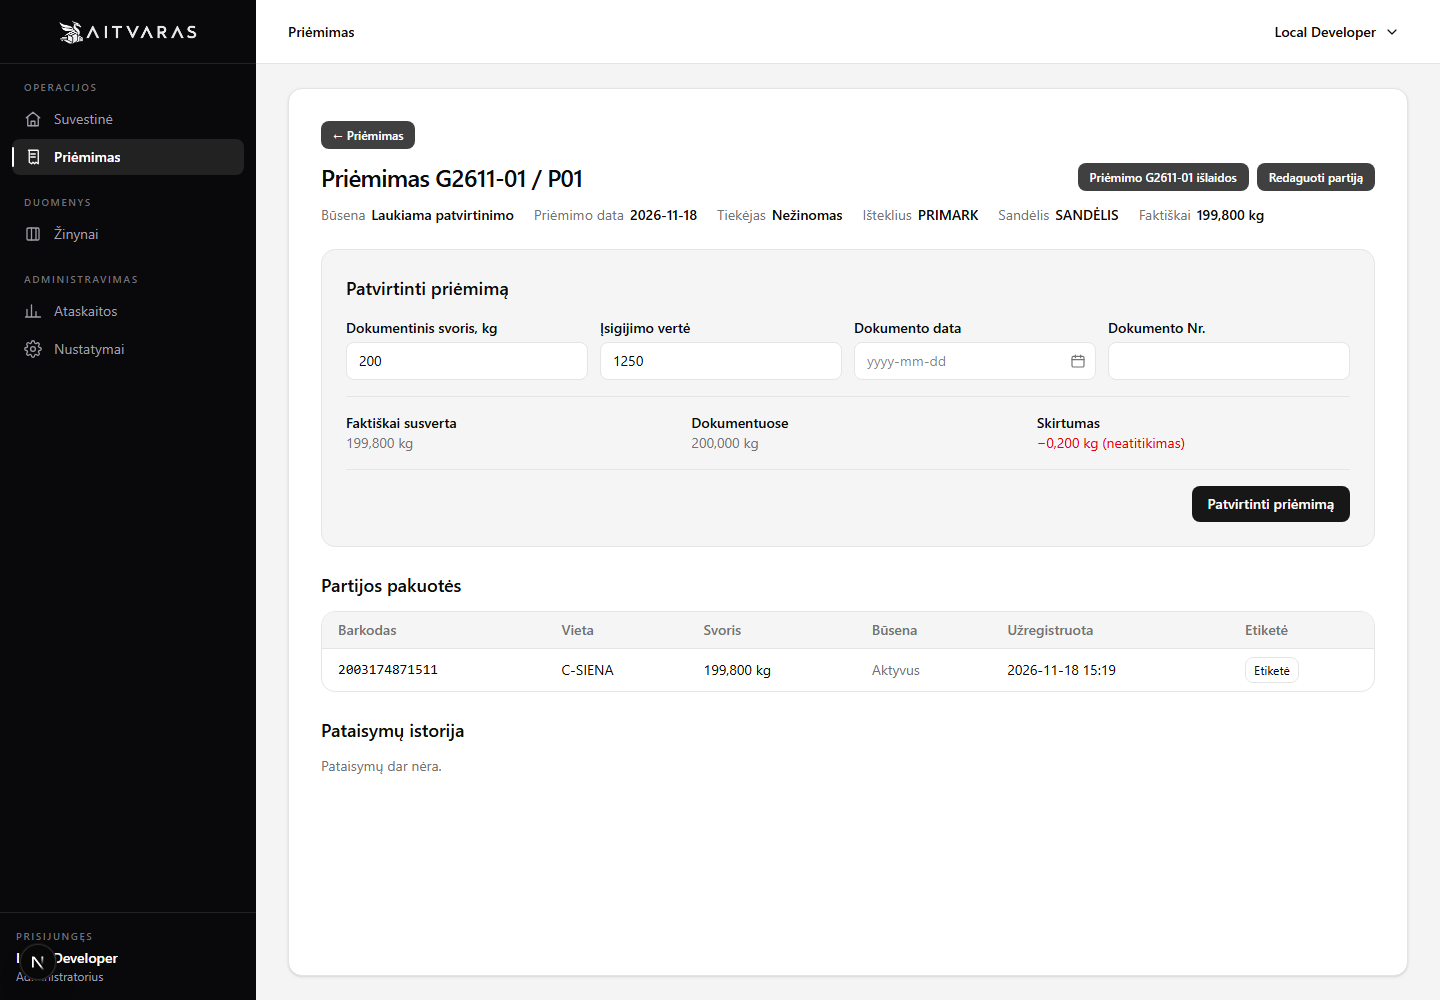 AITVARAS
Priėmimas
Local Developer
OPERACIJOS
Suvestinė
Priėmimas
DUOMENYS
Žinynai
ADMINISTRAVIMAS
Ataskaitos
Nustatymai
← Priėmimas
Priėmimas G2611-01 / P01
Priėmimo G2611-01 išlaidos
Redaguoti partiją
Būsena Laukiama patvirtinimo Priėmimo data 2026-11-18 Tiekėjas Nežinomas Išteklius PRIMARK Sandėlis SANDĖLIS Faktiškai 199,800 kg
Patvirtinti priėmimą
Dokumentinis svoris, kg Įsigijimo vertė Dokumento data Dokumento Nr.
200 1250 yyyy-mm-dd
Faktiškai susverta Dokumentuose Skirtumas
199,800 kg 200,000 kg −0,200 kg (neatitikimas)
Patvirtinti priėmimą
Partijos pakuotės
Barkodas Vieta Svoris Būsena Užregistruota Etiketė
2003174871511 C-SIENA 199,800 kg Aktyvus 2026-11-18 15:19 Etiketė
Pataisymų istorija
Pataisymų dar nėra.
PRISIJUNGĘS
Developer
N